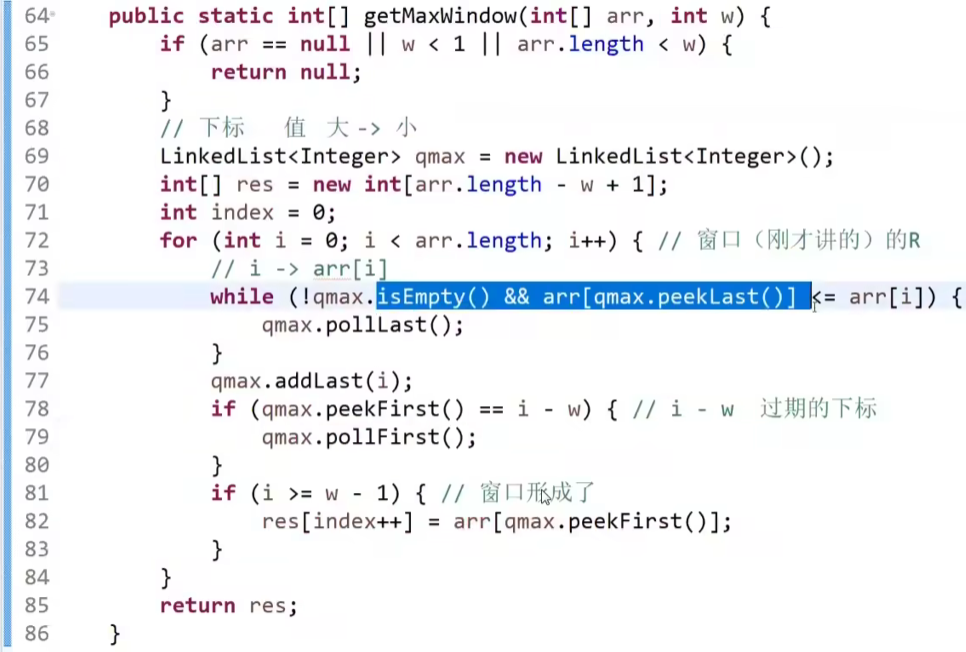 64 public static int[] getMaxWindow(int[] arr, int w) {
65 if (arr == null || w < 1 || arr.length < w) {
66 return null;
67 }
68 // 下标 值 大 -> 小
69 LinkedList<Integer> qmax = new LinkedList<Integer>();
70 int[] res = new int[arr.length - w + 1];
71 int index = 0;
72 for (int i = 0; i < arr.length; i++) { // 窗口（刚才讲的）的R
73 // i -> arr[i]
74 while (!qmax.isEmpty() && arr[qmax.peekLast()] <= arr[i]) {
75 qmax.pollLast();
76 }
77 qmax.addLast(i);
78 if (qmax.peekFirst() == i - w) { // i - w 过期的下标
79 qmax.pollFirst();
80 }
81 if (i >= w - 1) { // 窗口形成了
82 res[index++] = arr[qmax.peekFirst()];
83 }
84 }
85 return res;
86 }